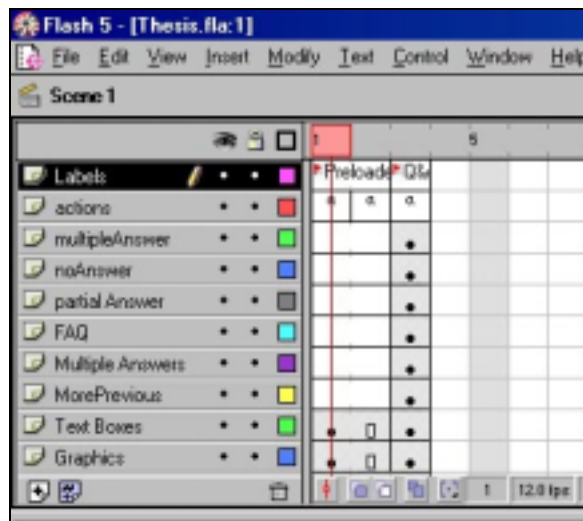 Flash 5 - [Thesis.fla:1]
File Edit View Insert Modify Text Control Window Help
Scene 1
1 5
Labels Preloade Q&
actions a a a
multipleAnswer
noAnswer
partial Answer
FAQ
Multiple Answers
MorePrevious
Text Boxes
Graphics
1 12.0 fps